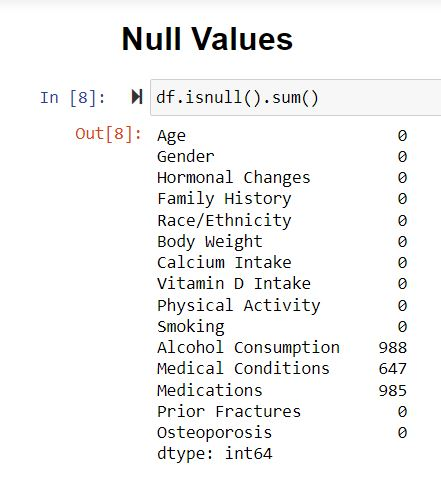 Null Values
In [8]: df.isnull().sum()
Out[8]: Age 0
Gender 0
Hormonal Changes 0
Family History 0
Race/Ethnicity 0
Body Weight 0
Calcium Intake 0
Vitamin D Intake 0
Physical Activity 0
Smoking 0
Alcohol Consumption 988
Medical Conditions 647
Medications 985
Prior Fractures 0
Osteoporosis 0
dtype: int64